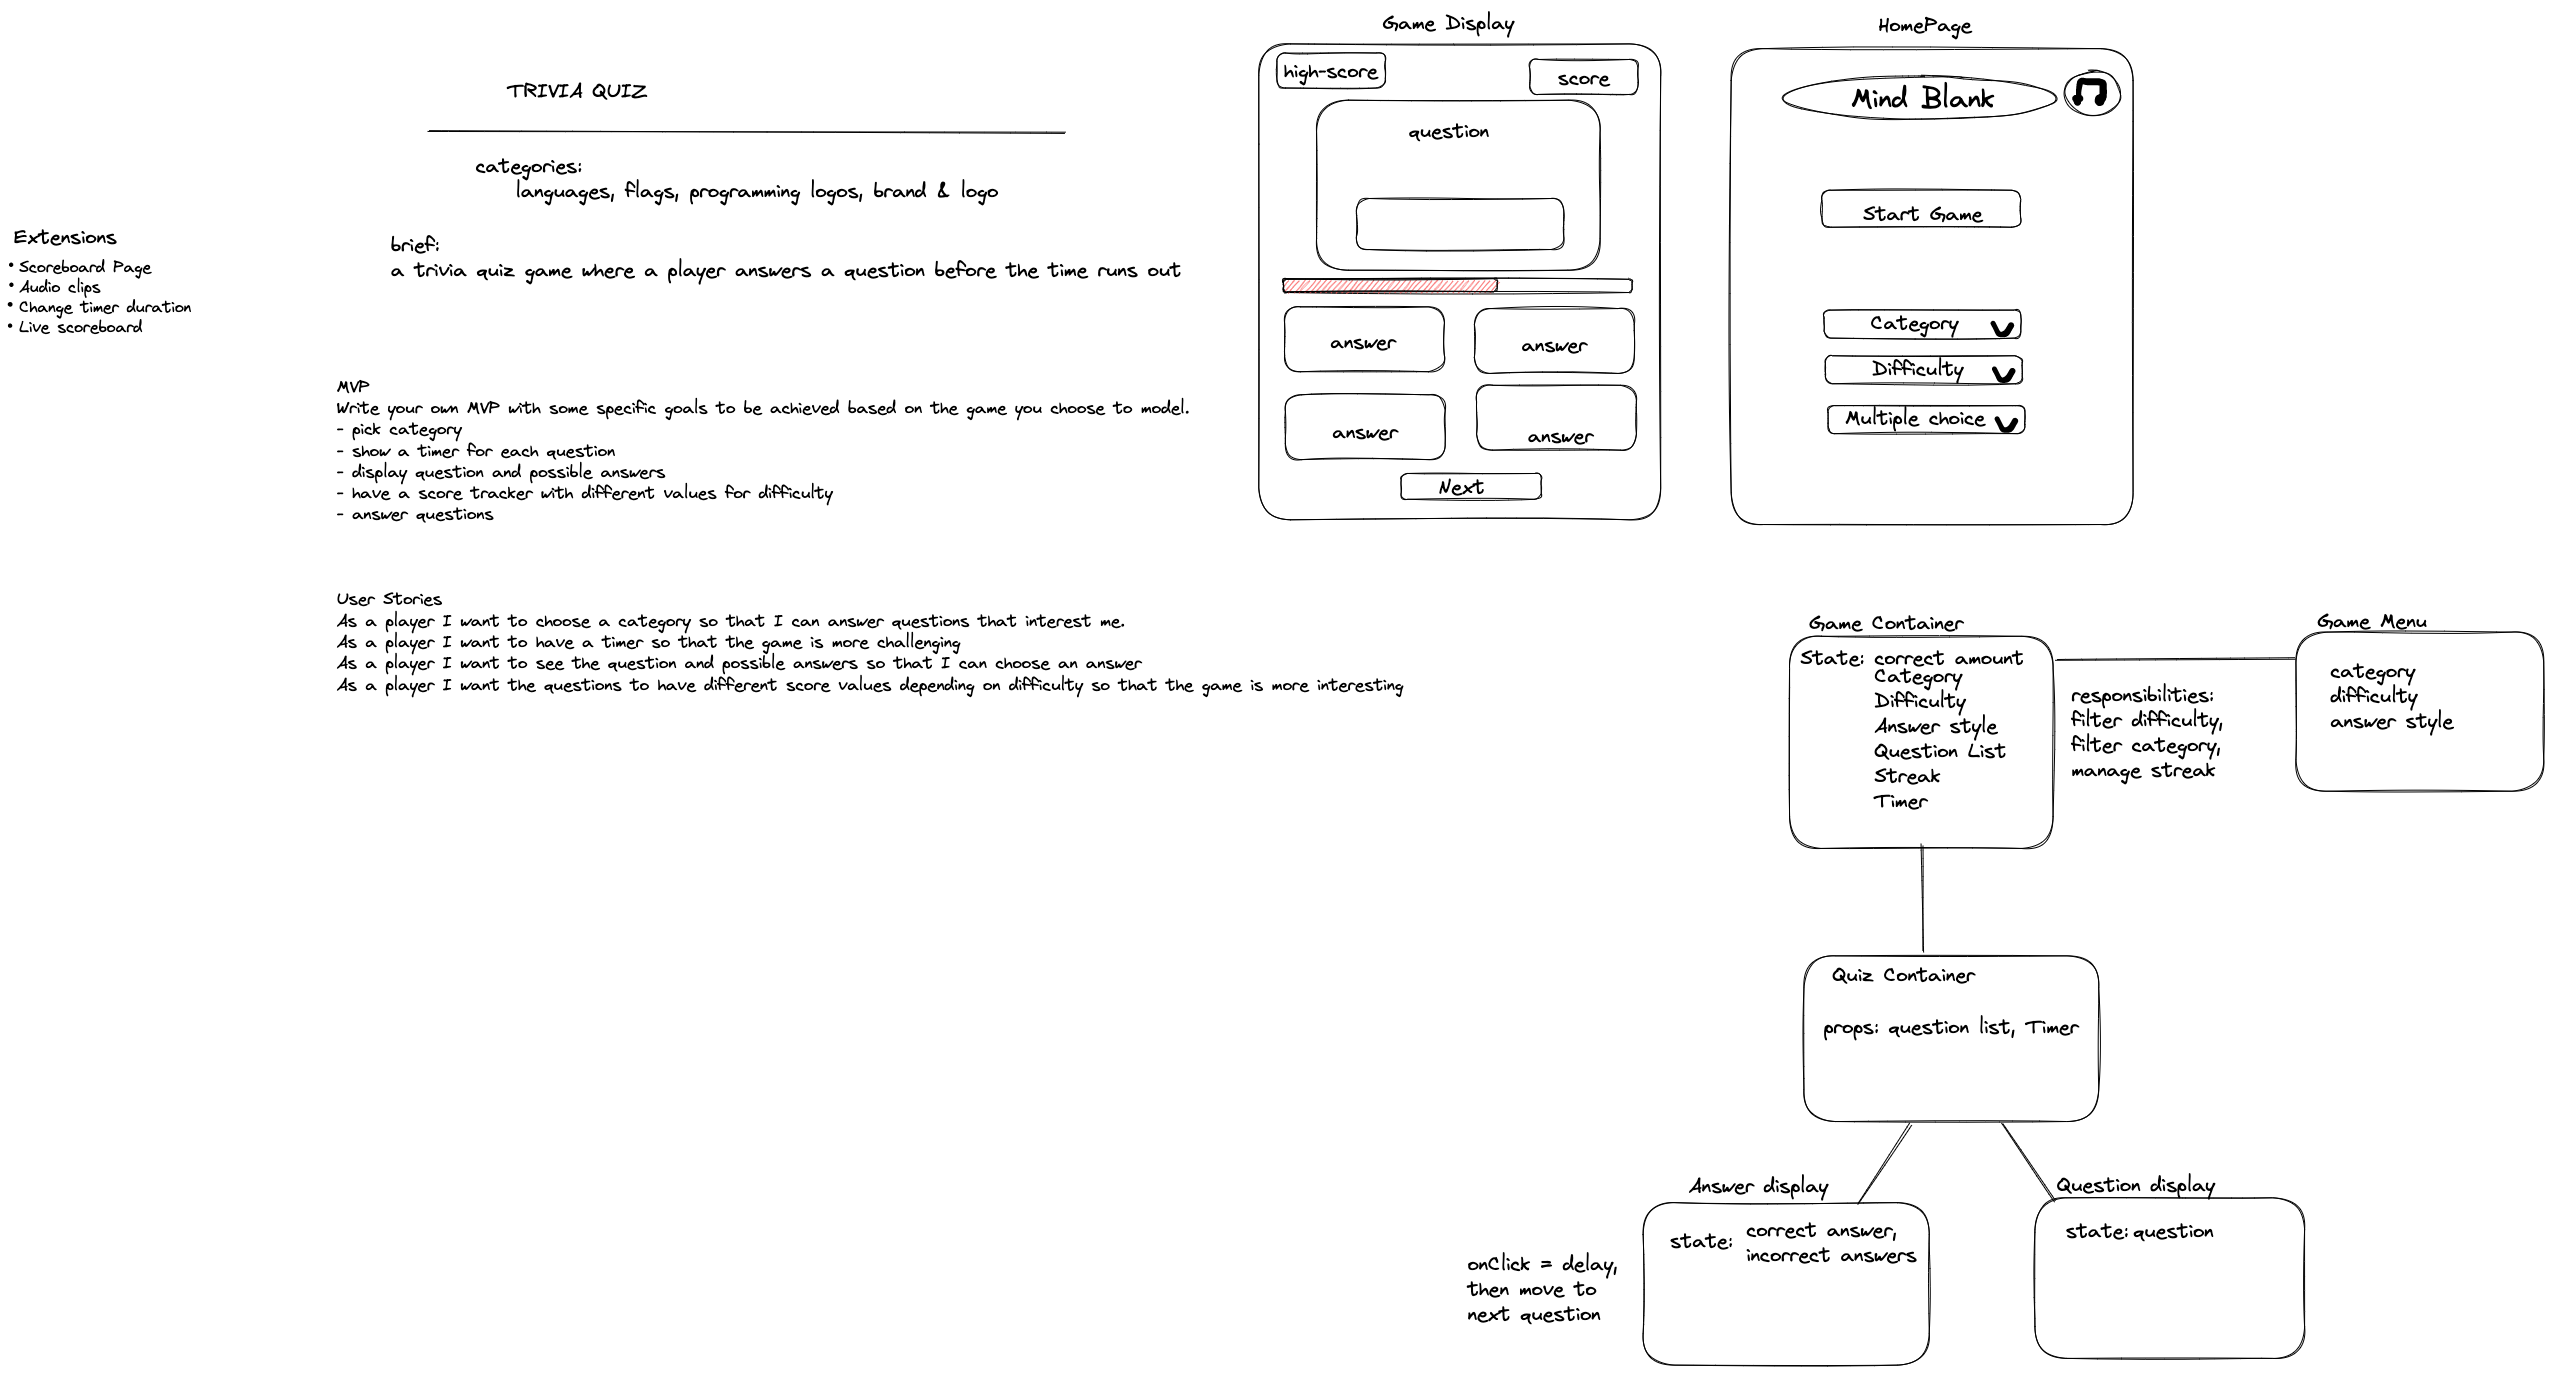 TRIVIA QUIZ
categories:
languages, flags, programming logos, brand & logo
brief:
a trivia quiz game where a player answers a question before the time runs out
Extensions
• Scoreboard Page
• Audio clips
• Change timer duration
• Live scoreboard
MVP
Write your own MVP with some specific goals to be achieved based on the game you choose to model.
- pick category
- show a timer for each question
- display question and possible answers
- have a score tracker with different values for difficulty
- answer questions
User Stories
As a player I want to choose a category so that I can answer questions that interest me.
As a player I want to have a timer so that the game is more challenging
As a player I want to see the question and possible answers so that I can choose an answer
As a player I want the questions to have different score values depending on difficulty so that the game is more interesting
Game Display
high-score
score
question
answer
answer
answer
answer
Next
HomePage
Mind Blank
Start Game
Category
Difficulty
Multiple choice
Game Container
State: correct amount
Category
Difficulty
Answer style
Question List
Streak
Timer
responsibilities:
filter difficulty,
filter category,
manage streak
Game Menu
category
difficulty
answer style
Quiz Container
props: question list, Timer
Answer display
state: correct answer,
incorrect answers
onClick = delay,
then move to
next question
Question display
state: question